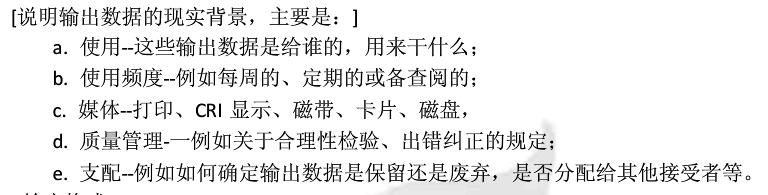 [说明输出数据的现实背景，主要是：]
a. 使用--这些输出数据是给谁的，用来干什么；
b. 使用频度--例如每周的、定期的或备查阅的；
c. 媒体--打印、CRI 显示、磁带、卡片、磁盘，
d. 质量管理-一例如关于合理性检验、出错纠正的规定；
e. 支配--例如如何确定输出数据是保留还是废弃，是否分配给其他接受者等。